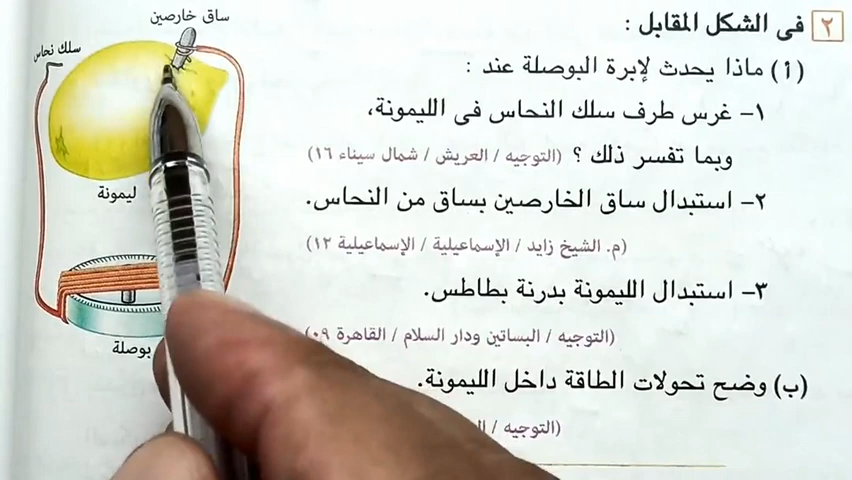 ٢ فى الشكل المقابل :
(أ) ماذا يحدث لإبرة البوصلة عند :
١- غرس طرف سلك النحاس فى الليمونة،
وبما تفسر ذلك ؟ (التوجيه / العريش / شمال سيناء ١٦)
٢- استبدال ساق الخارصين بساق من النحاس.
(م. الشيخ زايد / الإسماعيلية / الإسماعيلية ١٢)
٣- استبدال الليمونة بدرنة بطاطس.
(التوجيه / البساتين ودار السلام / القاهرة ٠٩)
(ب) وضح تحولات الطاقة داخل الليمونة.
(التوجيه /
ساق خارصين
سلك نحاس
ليمونة
بوصلة